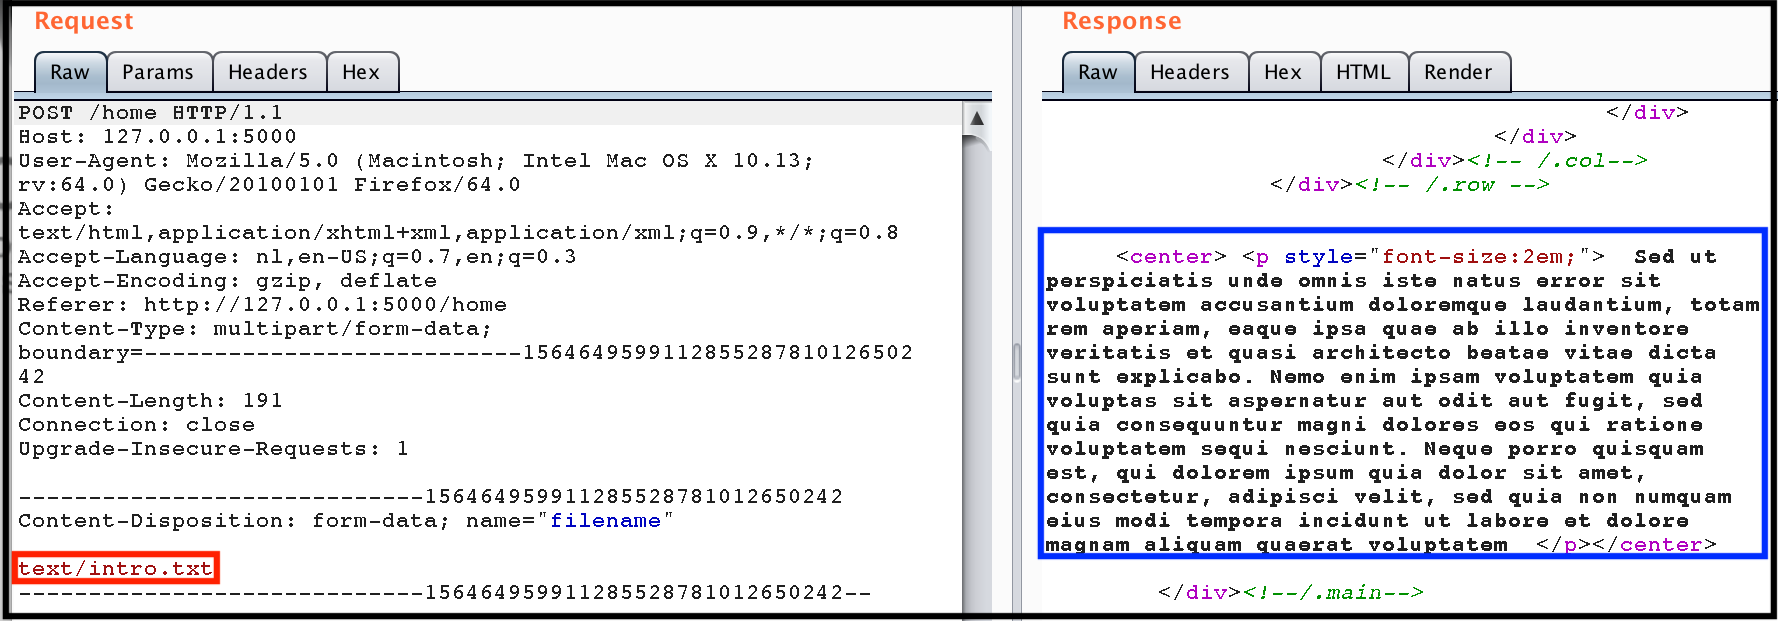 Request
Raw Params Headers Hex
POST /home HTTP/1.1
Host: 127.0.0.1:5000
User-Agent: Mozilla/5.0 (Macintosh; Intel Mac OS X 10.13;
rv:64.0) Gecko/20100101 Firefox/64.0
Accept:
text/html,application/xhtml+xml,application/xml;q=0.9,*/*;q=0.8
Accept-Language: nl,en-US;q=0.7,en;q=0.3
Accept-Encoding: gzip, deflate
Referer: http://127.0.0.1:5000/home
Content-Type: multipart/form-data;
boundary=---------------------------1564649599112855287810126502
42
Content-Length: 191
Connection: close
Upgrade-Insecure-Requests: 1
-----------------------------156464959911285528781012650242
Content-Disposition: form-data; name="filename"
text/intro.txt
-----------------------------156464959911285528781012650242--
Response
Raw Headers Hex HTML Render
</div>
</div>
</div><!-- /.col-->
</div><!-- /.row -->
<center> <p style="font-size:2em;"> Sed ut
perspiciatis unde omnis iste natus error sit
voluptatem accusantium doloremque laudantium, totam
rem aperiam, eaque ipsa quae ab illo inventore
veritatis et quasi architecto beatae vitae dicta
sunt explicabo. Nemo enim ipsam voluptatem quia
voluptas sit aspernatur aut odit aut fugit, sed
quia consequuntur magni dolores eos qui ratione
voluptatem sequi nesciunt. Neque porro quisquam
est, qui dolorem ipsum quia dolor sit amet,
consectetur, adipisci velit, sed quia non numquam
eius modi tempora incidunt ut labore et dolore
magnam aliquam quaerat voluptatem </p></center>
</div><!--/.main-->